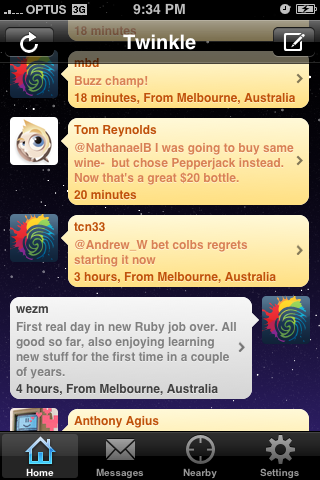 OPTUS 3G 9:34 PM
18 minutes
Twinkle
mbd
Buzz champ!
18 minutes, From Melbourne, Australia
Tom Reynolds
@NathanaelB I was going to buy same
wine- but chose Pepperjack instead.
Now that's a great $20 bottle.
20 minutes
tcn33
@Andrew_W bet colbs regrets
starting it now
3 hours, From Melbourne, Australia
wezm
First real day in new Ruby job over. All
good so far, also enjoying learning
new stuff for the first time in a couple
of years.
4 hours, From Melbourne, Australia
Anthony Agius
Home Messages Nearby Settings